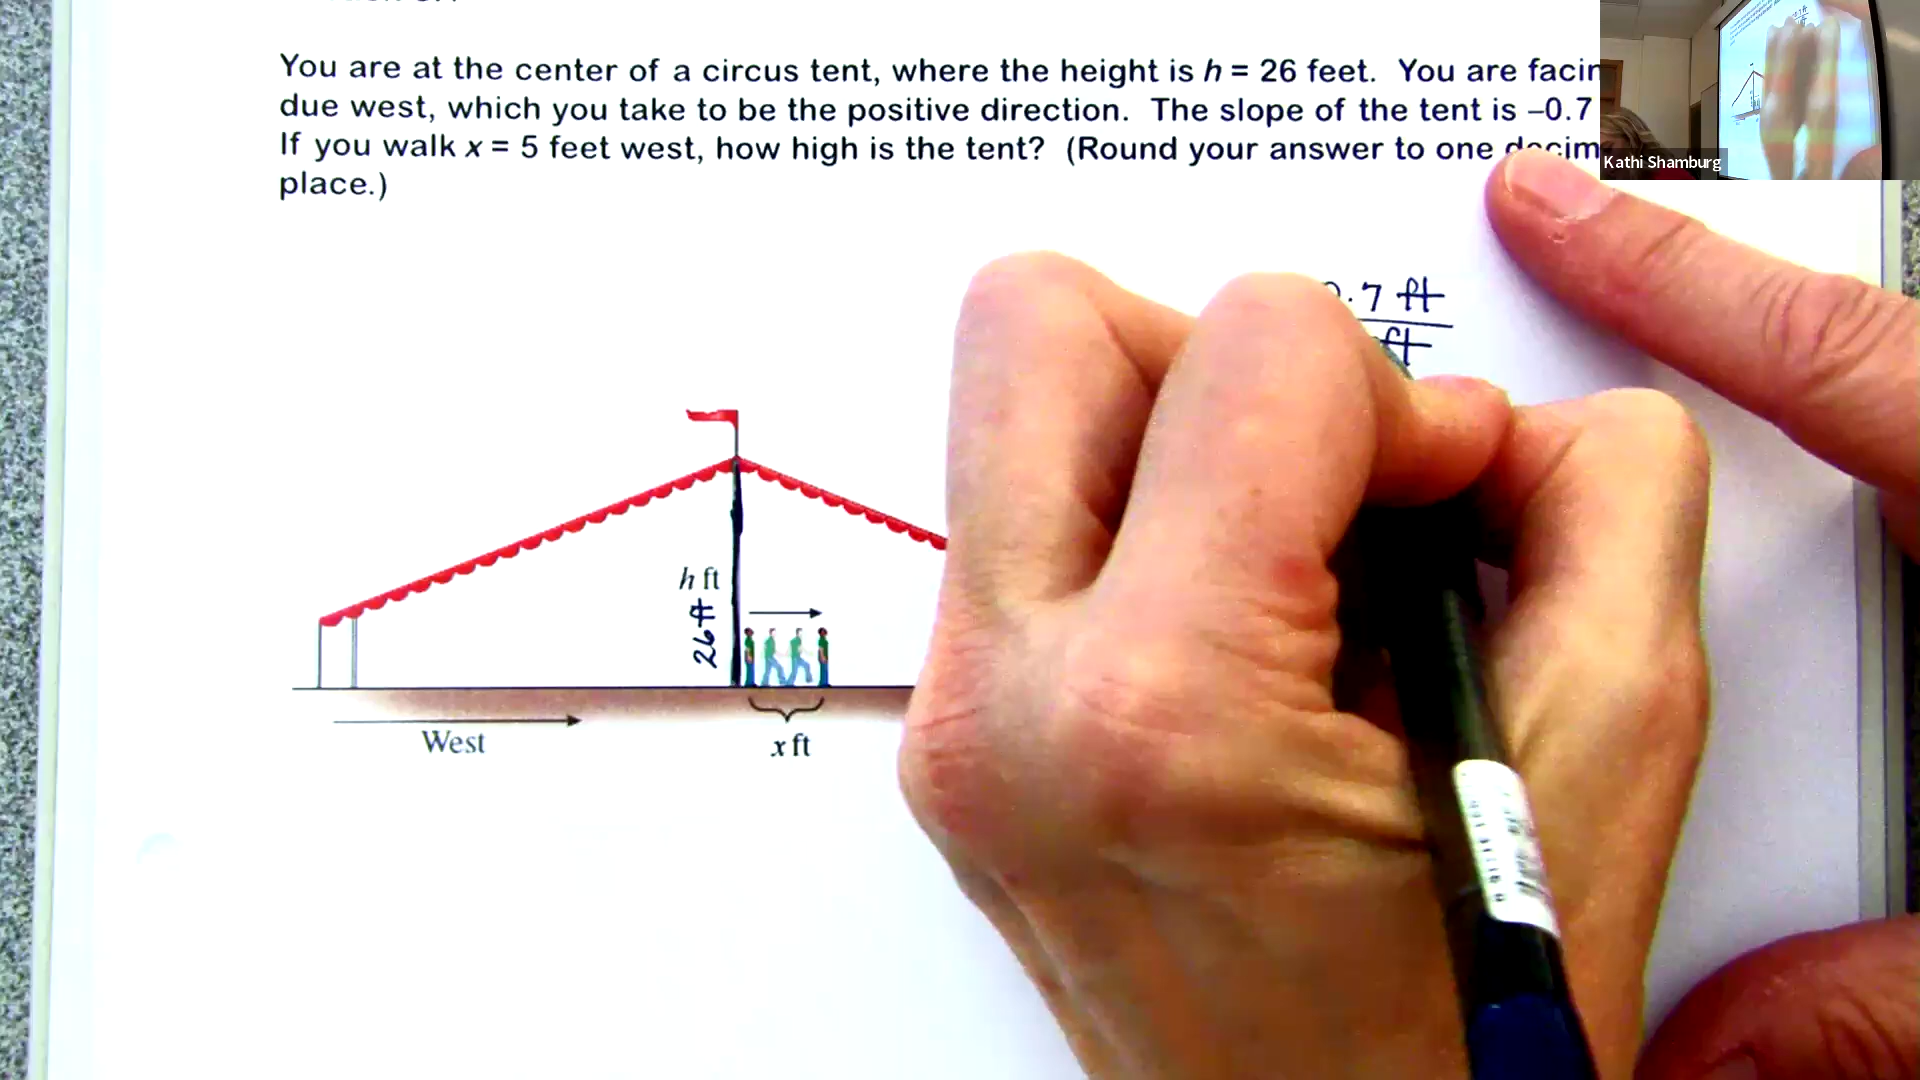 You are at the center of a circus tent, where the height is h = 26 feet. You are facin
due west, which you take to be the positive direction. The slope of the tent is –0.7
If you walk x = 5 feet west, how high is the tent? (Round your answer to one decim
place.)
Kathi Shamburg
.7 ft
ft
h ft
26 ft
West
x ft